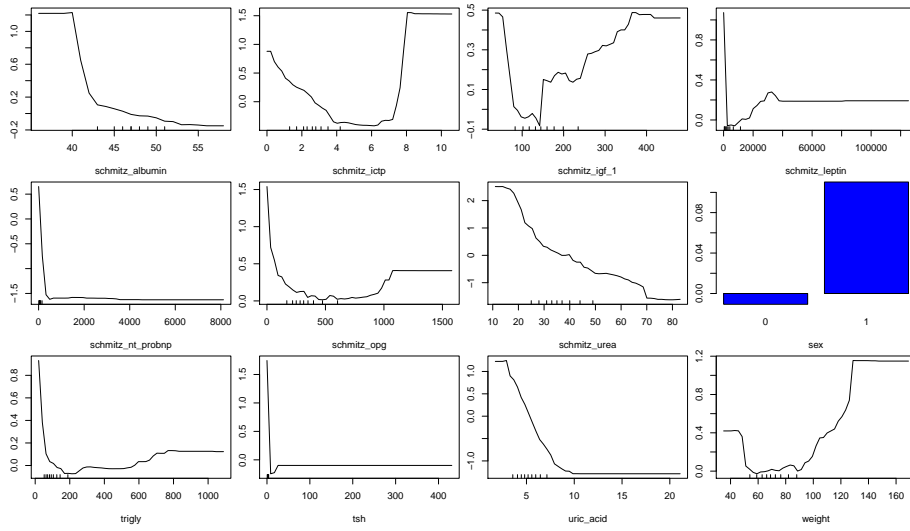 -0.2 0.2 0.6 1.0
40 45 50 55
schmitz_albumin
0.0 0.5 1.0 1.5
0 2 4 6 8 10
schmitz_ictp
-0.1 0.1 0.3 0.5
100 200 300 400
schmitz_igf_1
0.0 0.4 0.8
0 20000 60000 100000
schmitz_leptin
-1.5 -0.5 0.5
0 2000 4000 6000 8000
schmitz_nt_probnp
0.0 0.5 1.0 1.5
0 500 1000 1500
schmitz_opg
-1 0 1 2
10 20 30 40 50 60 70 80
schmitz_urea
0.00 0.04 0.08
0 1
sex
0.0 0.2 0.4 0.6 0.8
0 200 400 600 800 1000
trigly
0.0 0.5 1.0 1.5
0 100 200 300 400
tsh
-1.0 0.0 0.5 1.0
5 10 15 20
uric_acid
0.0 0.4 0.8 1.2
40 60 80 100 120 140 160
weight